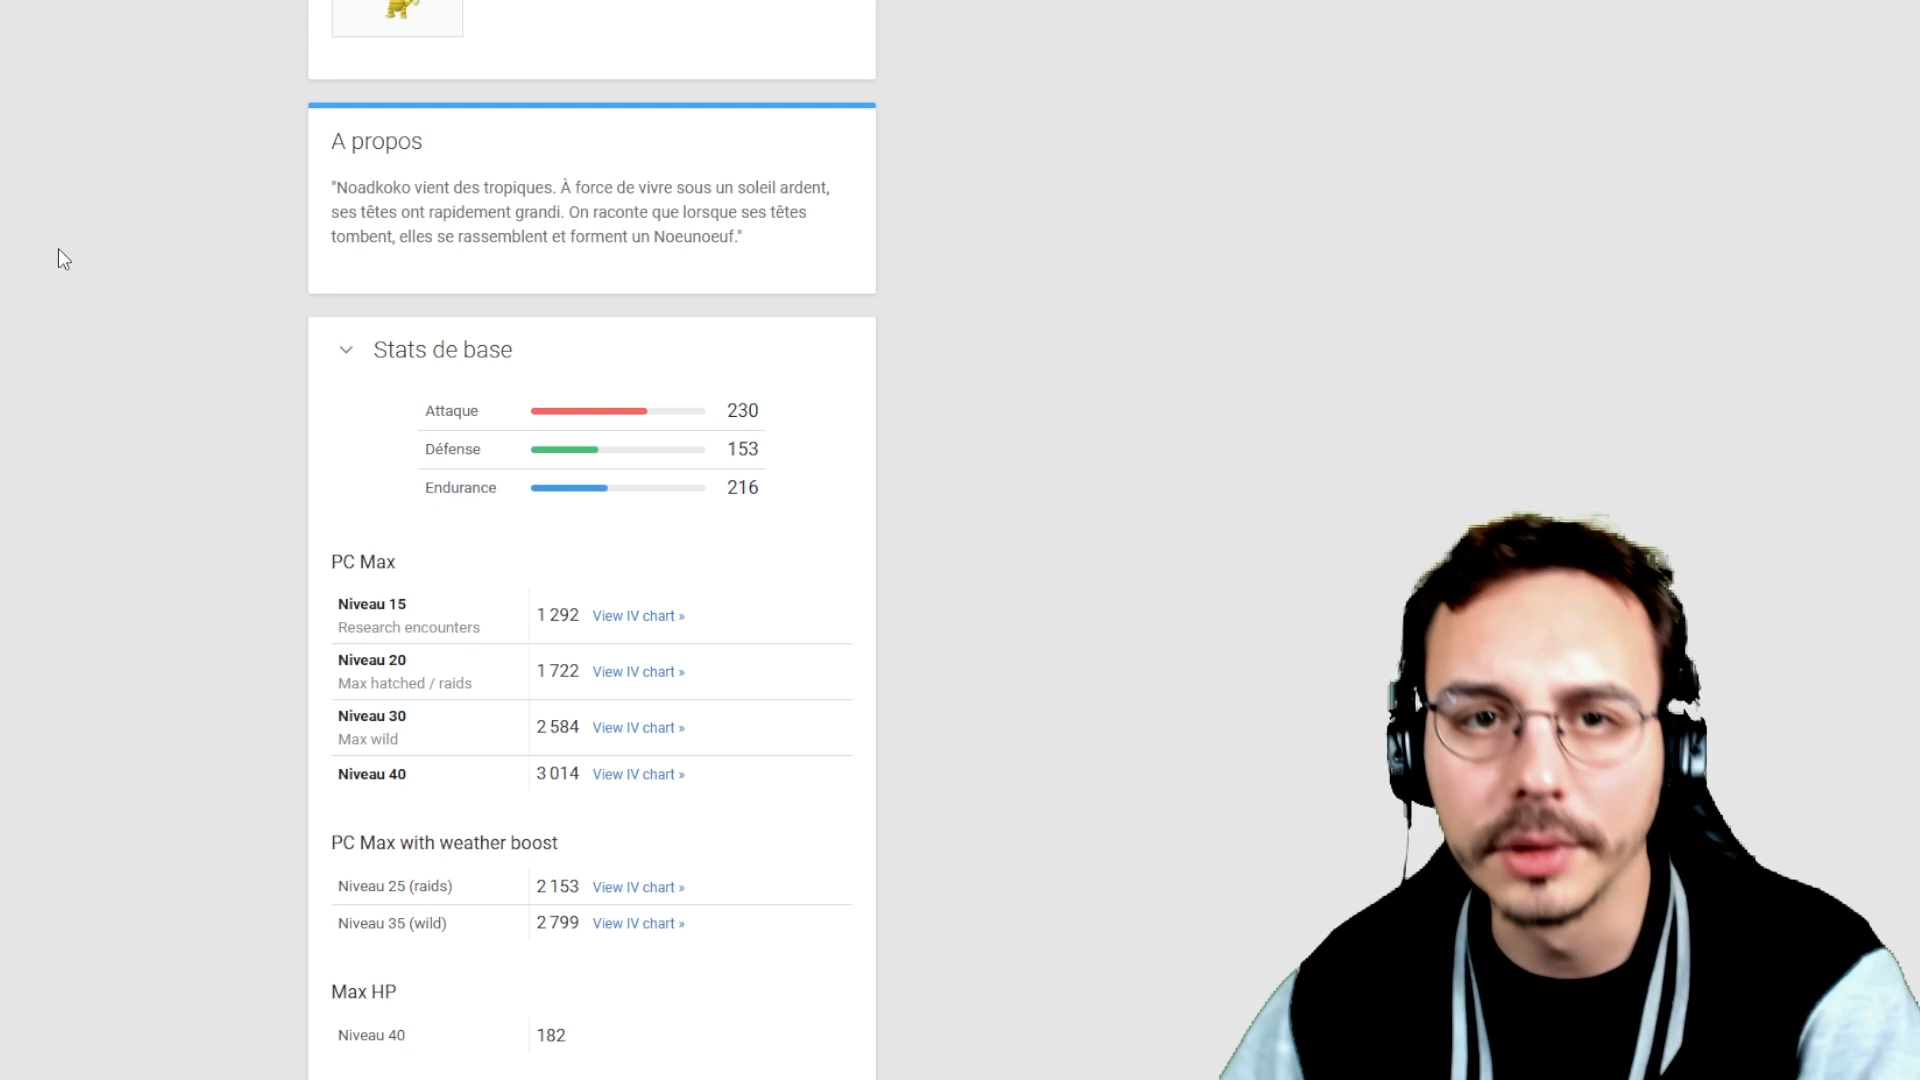 A propos
"Noadkoko vient des tropiques. À force de vivre sous un soleil ardent,
ses têtes ont rapidement grandi. On raconte que lorsque ses têtes
tombent, elles se rassemblent et forment un Noeunoeuf."
Stats de base
Attaque 230
Défense 153
Endurance 216
PC Max
Niveau 15
Research encounters
1 292 View IV chart »
Niveau 20
Max hatched / raids
1 722 View IV chart »
Niveau 30
Max wild
2 584 View IV chart »
Niveau 40 3 014 View IV chart »
PC Max with weather boost
Niveau 25 (raids) 2 153 View IV chart »
Niveau 35 (wild) 2 799 View IV chart »
Max HP
Niveau 40 182